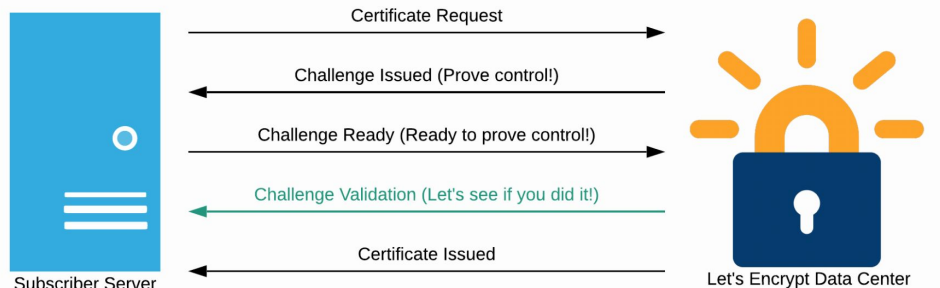 Certificate Request
Challenge Issued (Prove control!)
Challenge Ready (Ready to prove control!)
Challenge Validation (Let's see if you did it!)
Certificate Issued
Subscriber Server
Let's Encrypt Data Center